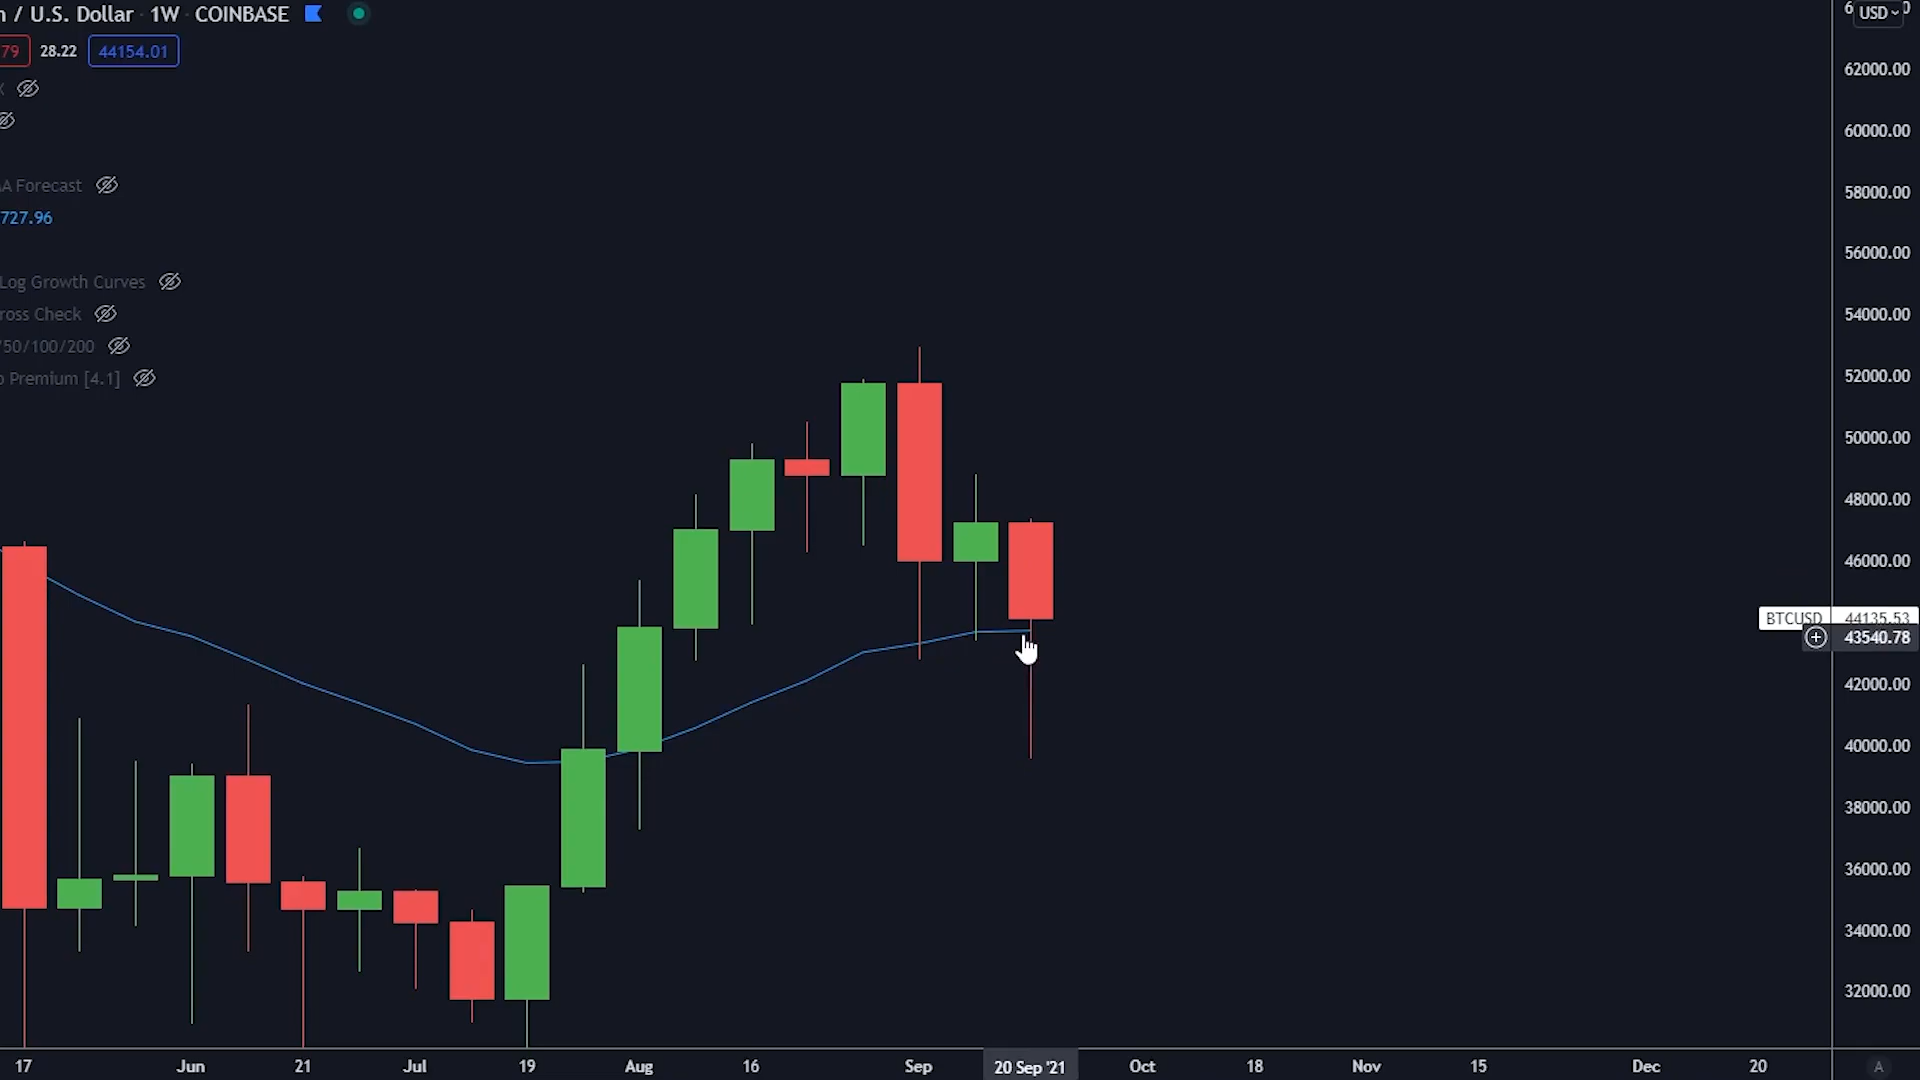 n / U.S. Dollar · 1W · COINBASE
79 28.22 44154.01
A Forecast
727.96
Log Growth Curves
ross Check
/50/100/200
o Premium [4.1]
USD
62000.00
60000.00
58000.00
56000.00
54000.00
52000.00
50000.00
48000.00
46000.00
BTCUSD 44135.53
43540.78
42000.00
40000.00
38000.00
36000.00
34000.00
32000.00
17 Jun 21 Jul 19 Aug 16 Sep 20 Sep '21 Oct 18 Nov 15 Dec 20 A